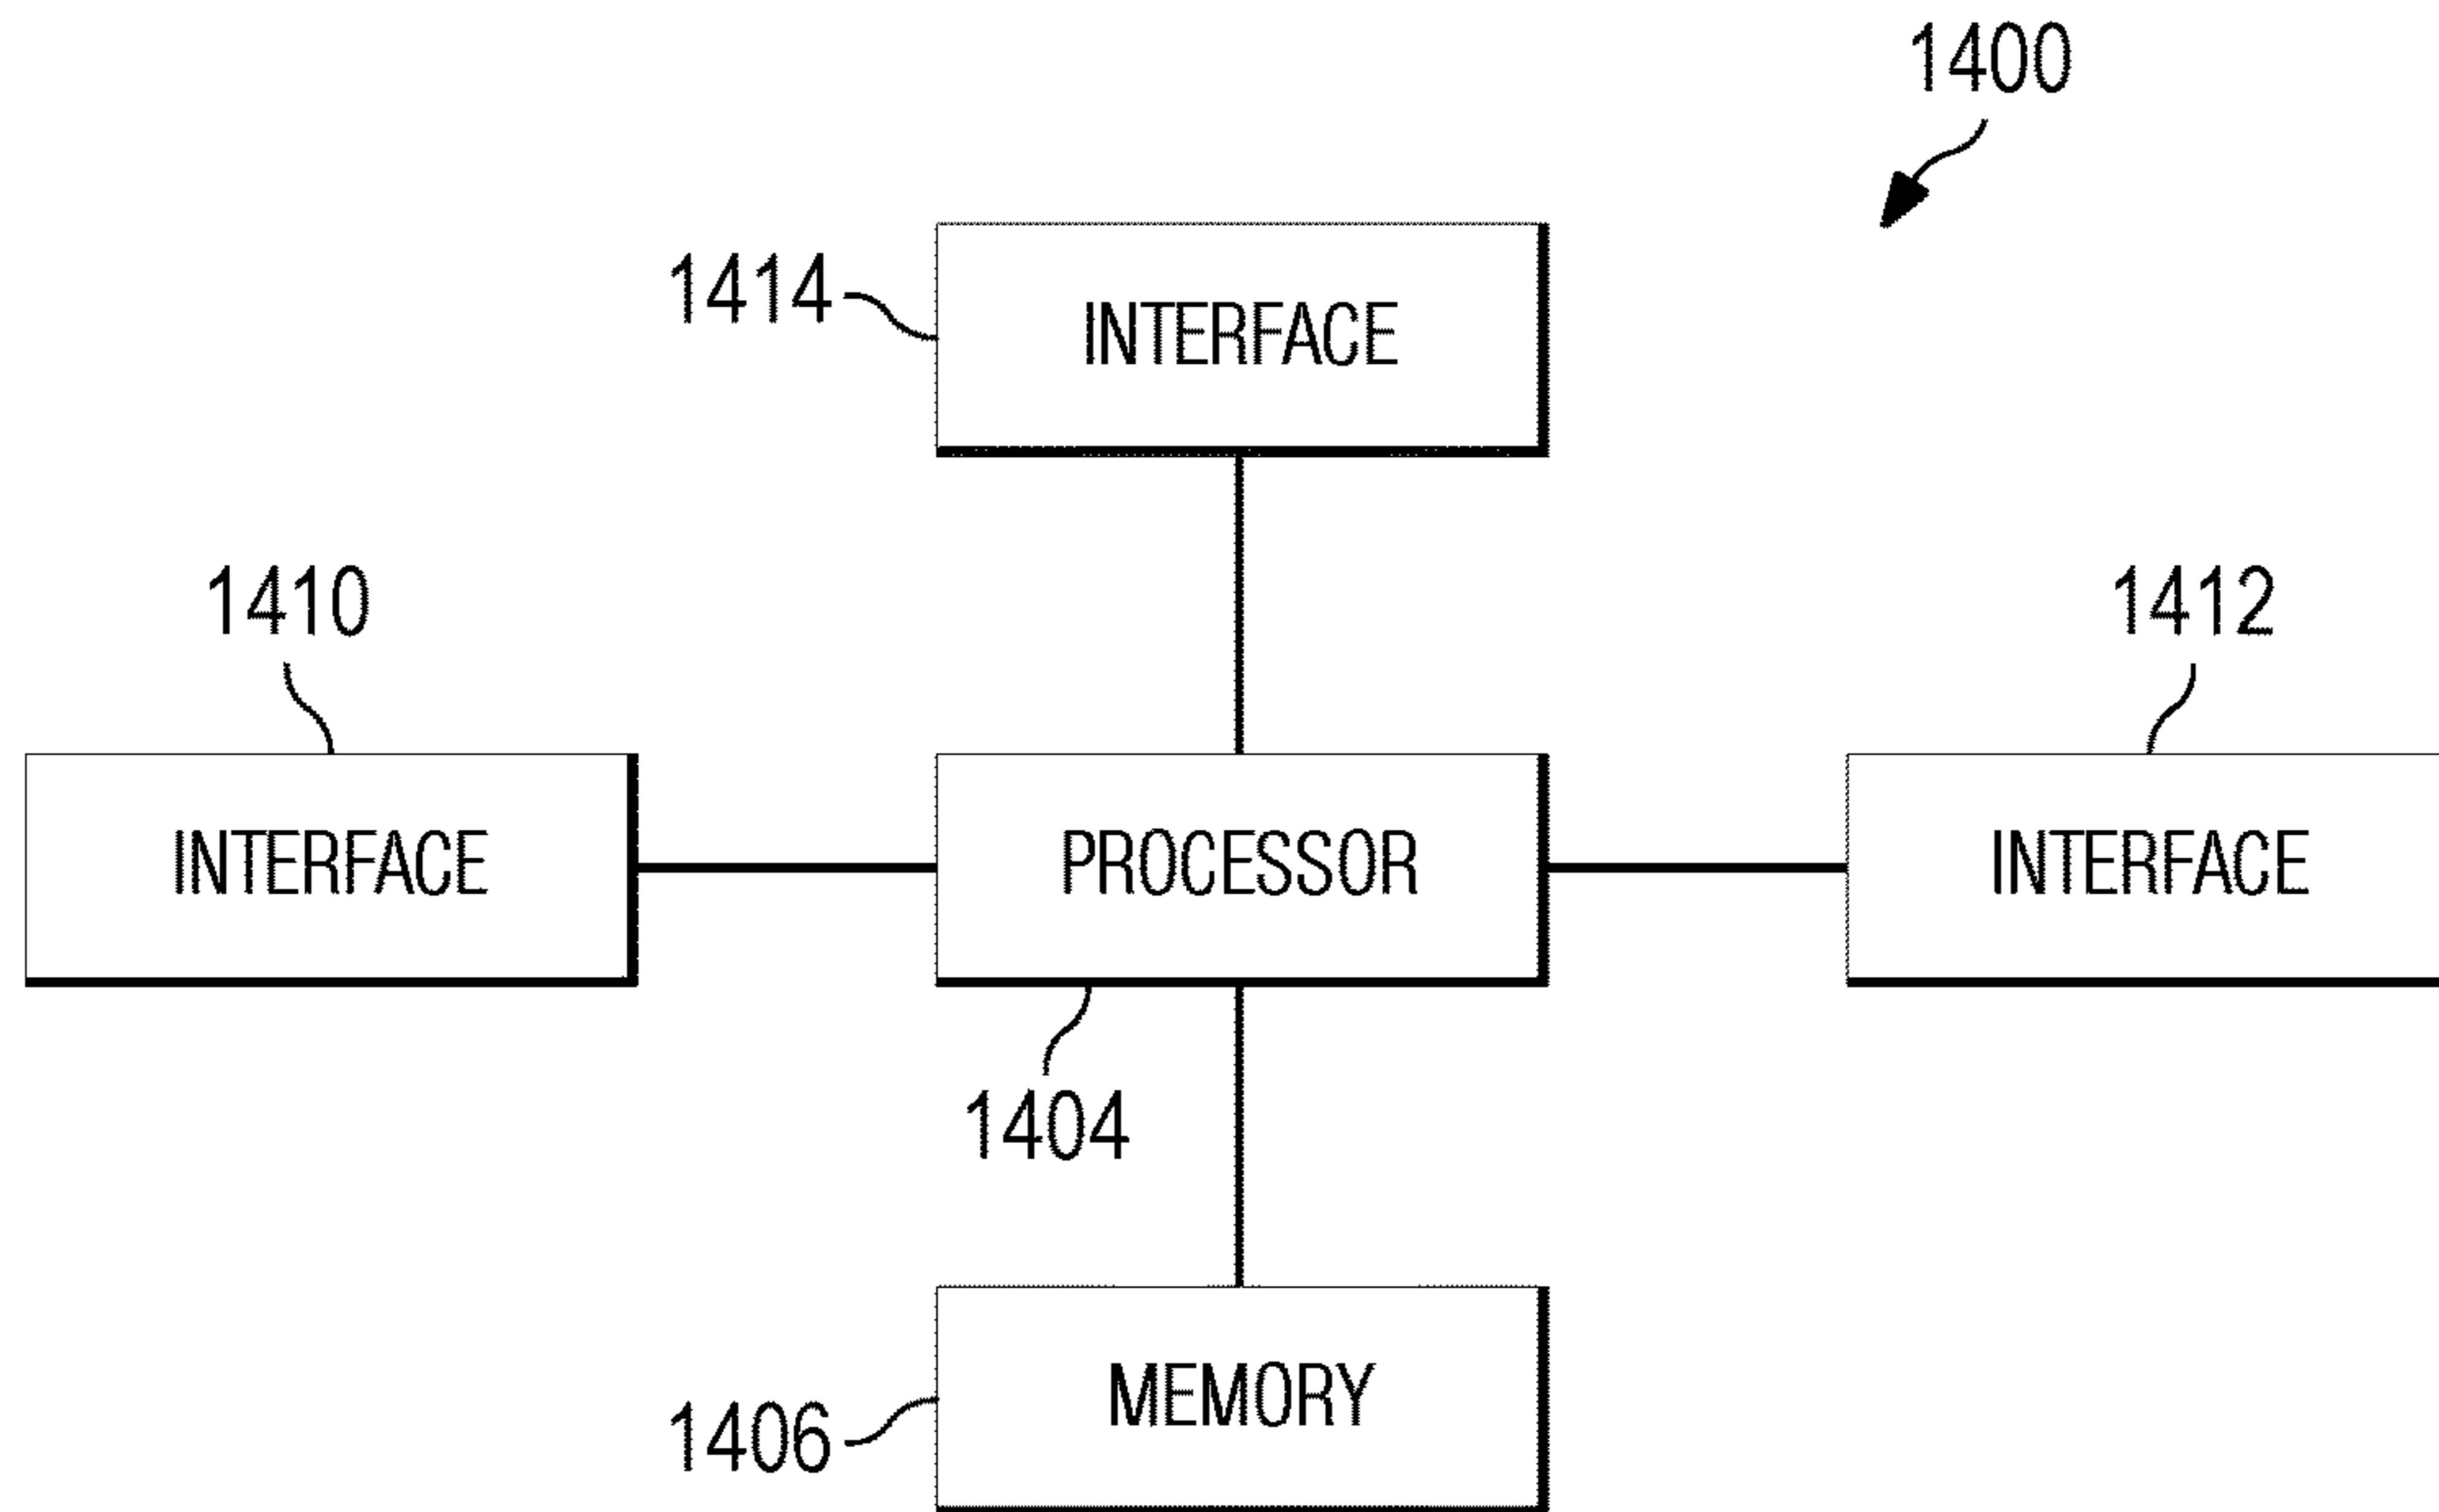 1400
1414
INTERFACE
1410
1412
INTERFACE
PROCESSOR
INTERFACE
1404
MEMORY
1406